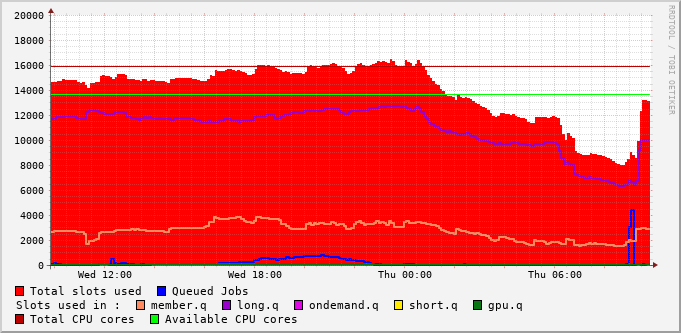 20000
18000
16000
14000
12000
10000
8000
6000
4000
2000
0
Wed 12:00 Wed 18:00 Thu 00:00 Thu 06:00
RRDTOOL / TOBI OETIKER
Total slots used Queued Jobs
Slots used in : member.q long.q ondemand.q short.q gpu.q
Total CPU cores Available CPU cores